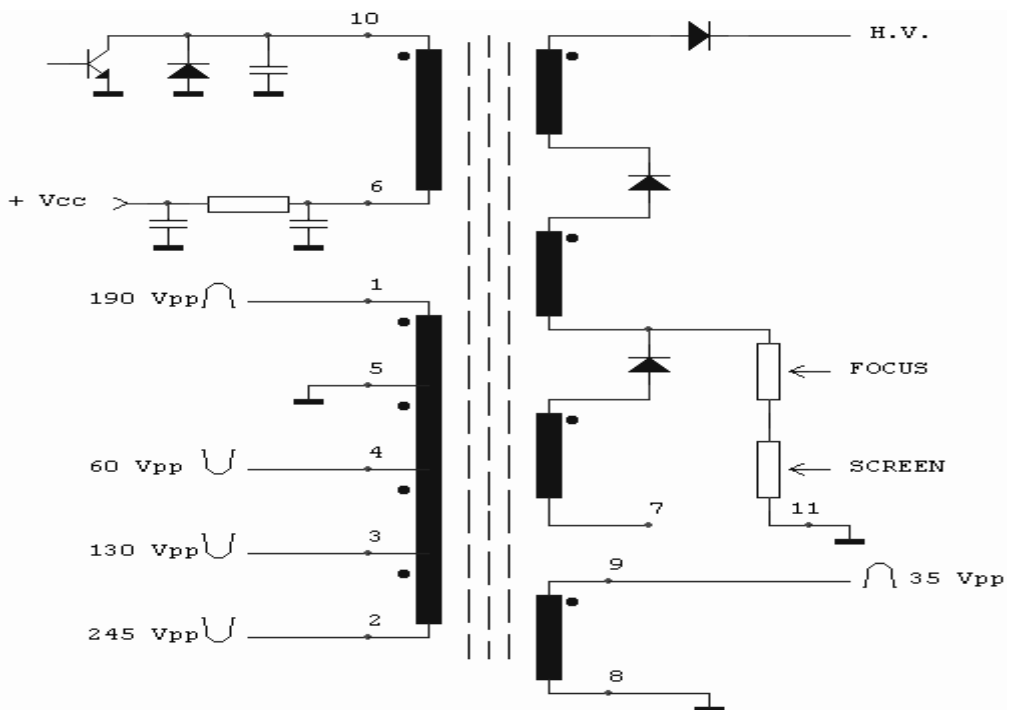 10
H.V.
6
+ Vcc
190 Vpp
1
5
FOCUS
60 Vpp
4
SCREEN
7
11
130 Vpp
3
9
35 Vpp
245 Vpp
2
8